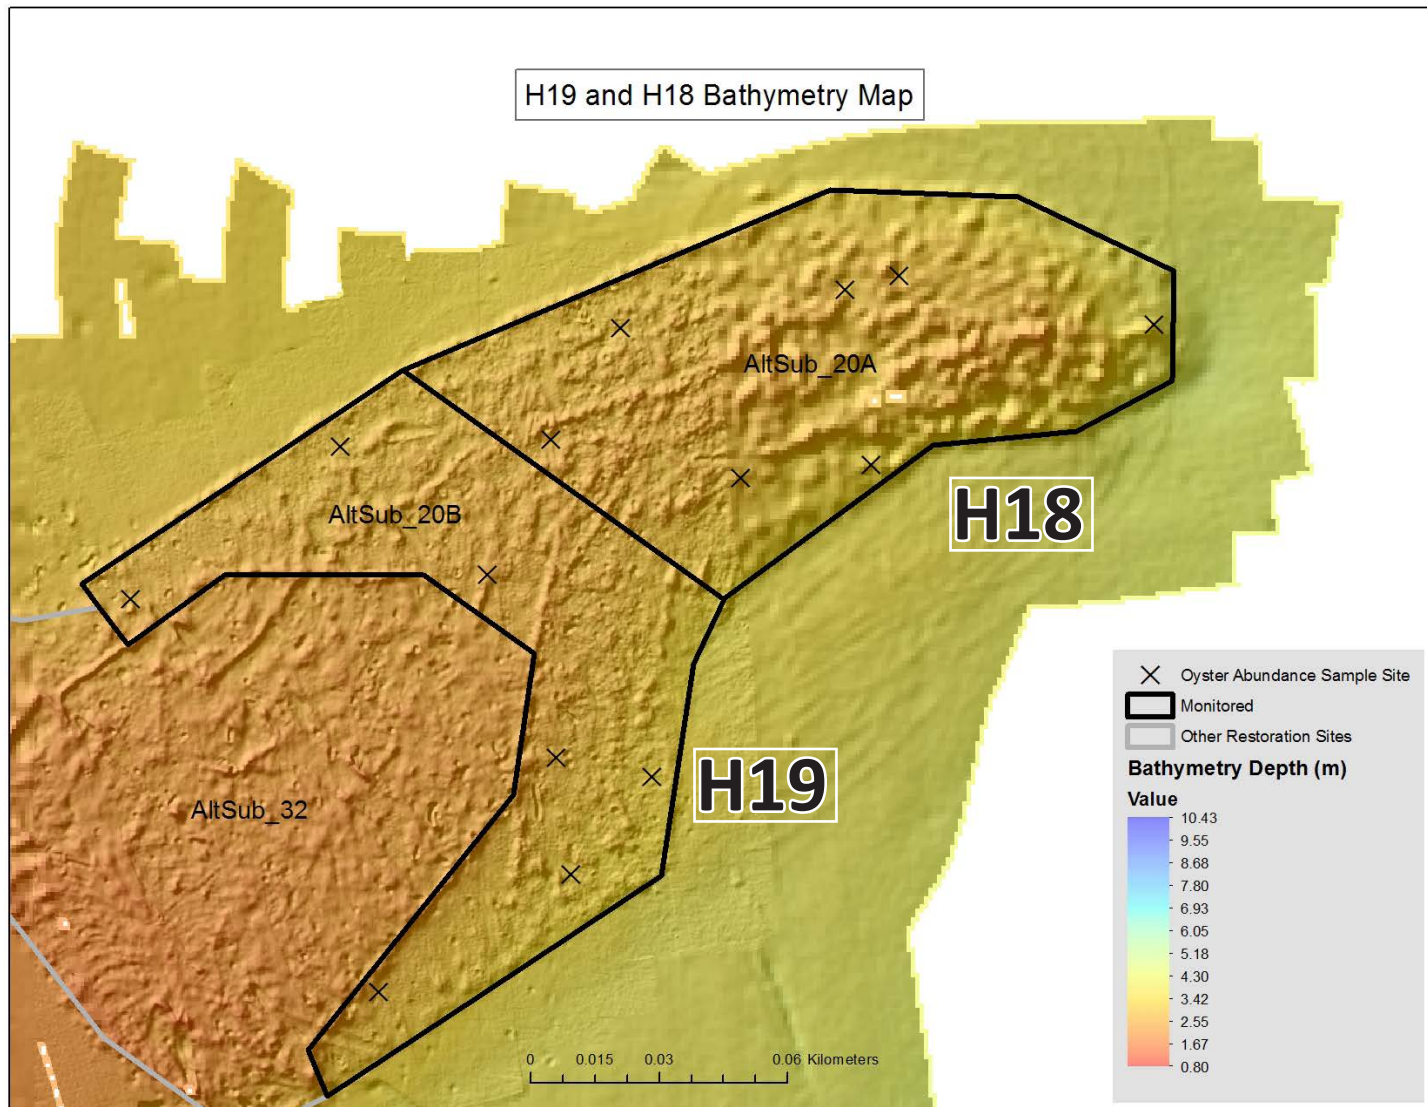 H19 and H18 Bathymetry Map
AltSub_20A
AltSub_20B
H18
H19
AltSub_32
Oyster Abundance Sample Site
Monitored
Other Restoration Sites
Bathymetry Depth (m)
Value
10.43
9.55
8.68
7.80
6.93
6.05
5.18
4.30
3.42
2.55
1.67
0.80
0 0.015 0.03 0.06 Kilometers